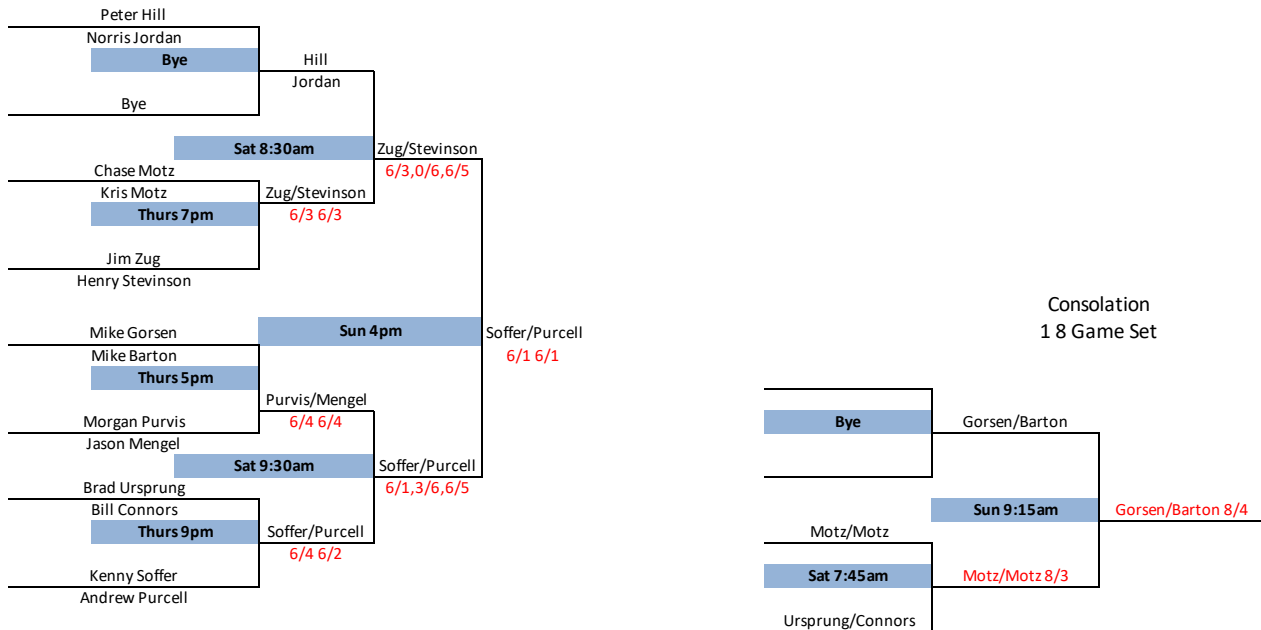 Peter Hill
Norris Jordan
Bye
Hill
Jordan
Bye
Sat 8:30am
Zug/Stevinson
6/3,0/6,6/5
Chase Motz
Kris Motz
Zug/Stevinson
Thurs 7pm
6/3 6/3
Jim Zug
Henry Stevinson
Mike Gorsen
Sun 4pm
Soffer/Purcell
6/1 6/1
Mike Barton
Thurs 5pm
Purvis/Mengel
6/4 6/4
Morgan Purvis
Jason Mengel
Sat 9:30am
Soffer/Purcell
6/1,3/6,6/5
Brad Ursprung
Bill Connors
Thurs 9pm
Soffer/Purcell
6/4 6/2
Kenny Soffer
Andrew Purcell
Consolation
1 8 Game Set
Bye
Gorsen/Barton
Sun 9:15am
Gorsen/Barton 8/4
Motz/Motz
Sat 7:45am
Motz/Motz 8/3
Ursprung/Connors